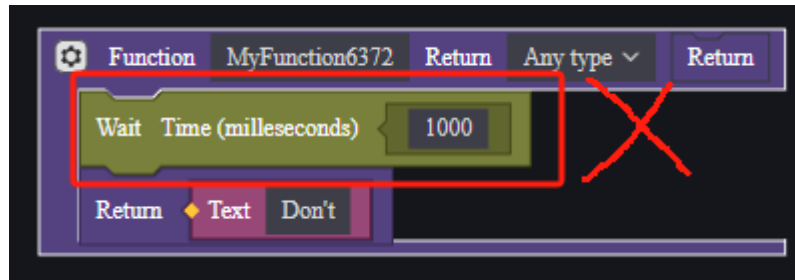 Function MyFunction6372 Return Any type Return
Wait Time (milleseconds) 1000
Return Text Don't